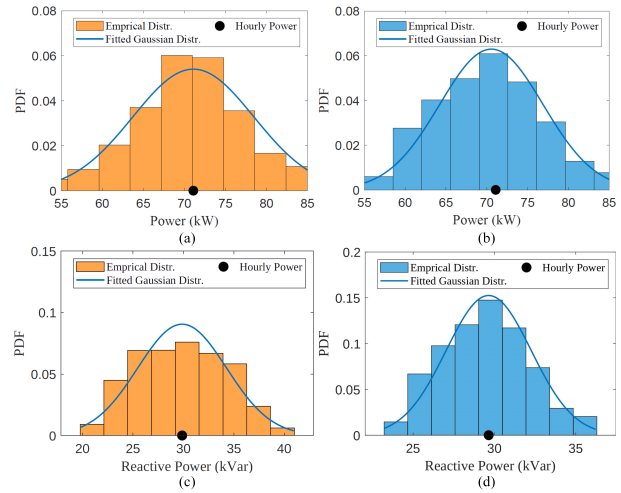 Emprical Distr. Hourly Power
Fitted Gaussian Distr.
0.08
0.06
0.04
0.02
0
PDF
55 60 65 70 75 80 85
Power (kW)
(a)
Emprical Distr. Hourly Power
Fitted Gaussian Distr.
0.08
0.06
0.04
0.02
0
PDF
55 60 65 70 75 80 85
Power (kW)
(b)
Emprical Distr. Hourly Power
Fitted Gaussian Distr.
0.15
0.1
0.05
0
PDF
20 25 30 35 40
Reactive Power (kVar)
(c)
Emprical Distr. Hourly Power
Fitted Gaussian Distr.
0.2
0.15
0.1
0.05
0
PDF
25 30 35
Reactive Power (kVar)
(d)